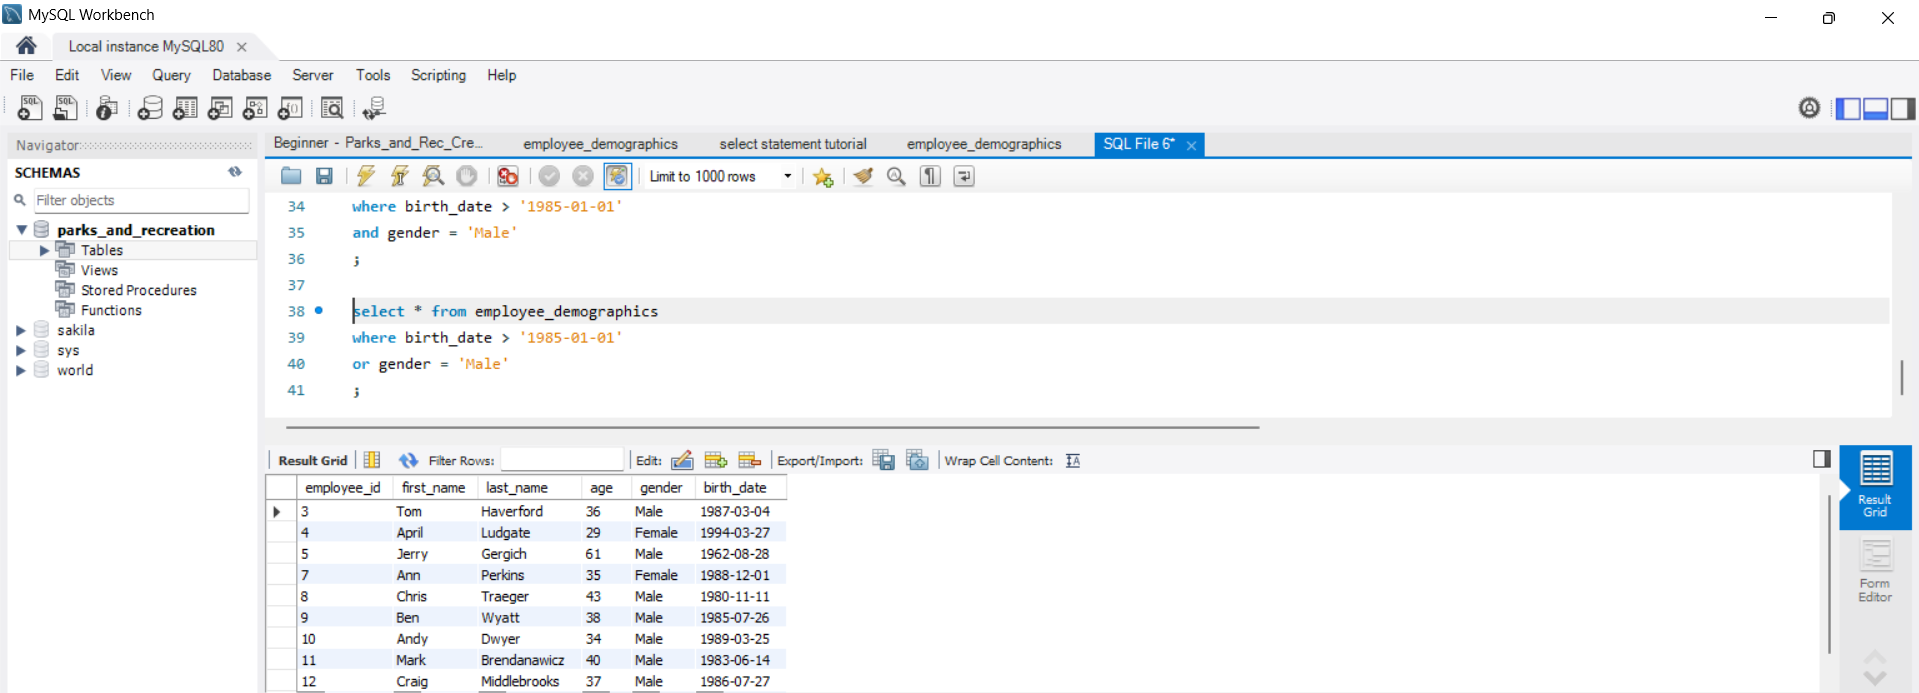 MySQL Workbench
Local instance MySQL80
File Edit View Query Database Server Tools Scripting Help
Navigator
SCHEMAS
Filter objects
parks_and_recreation
Tables
Views
Stored Procedures
Functions
sakila
sys
world
Beginner - Parks_and_Rec_Cre... employee_demographics select statement tutorial employee_demographics SQL File 6*
Limit to 1000 rows
34 where birth_date > '1985-01-01'
35 and gender = 'Male'
36 ;
37
38 select * from employee_demographics
39 where birth_date > '1985-01-01'
40 or gender = 'Male'
41 ;
Result Grid Filter Rows: Edit: Export/Import: Wrap Cell Content:
employee_id first_name last_name age gender birth_date
3 Tom Haverford 36 Male 1987-03-04
4 April Ludgate 29 Female 1994-03-27
5 Jerry Gergich 61 Male 1962-08-28
7 Ann Perkins 35 Female 1988-12-01
8 Chris Traeger 43 Male 1980-11-11
9 Ben Wyatt 38 Male 1985-07-26
10 Andy Dwyer 34 Male 1989-03-25
11 Mark Brendanawicz 40 Male 1983-06-14
12 Craig Middlebrooks 37 Male 1986-07-27
Result
Grid
Form
Editor